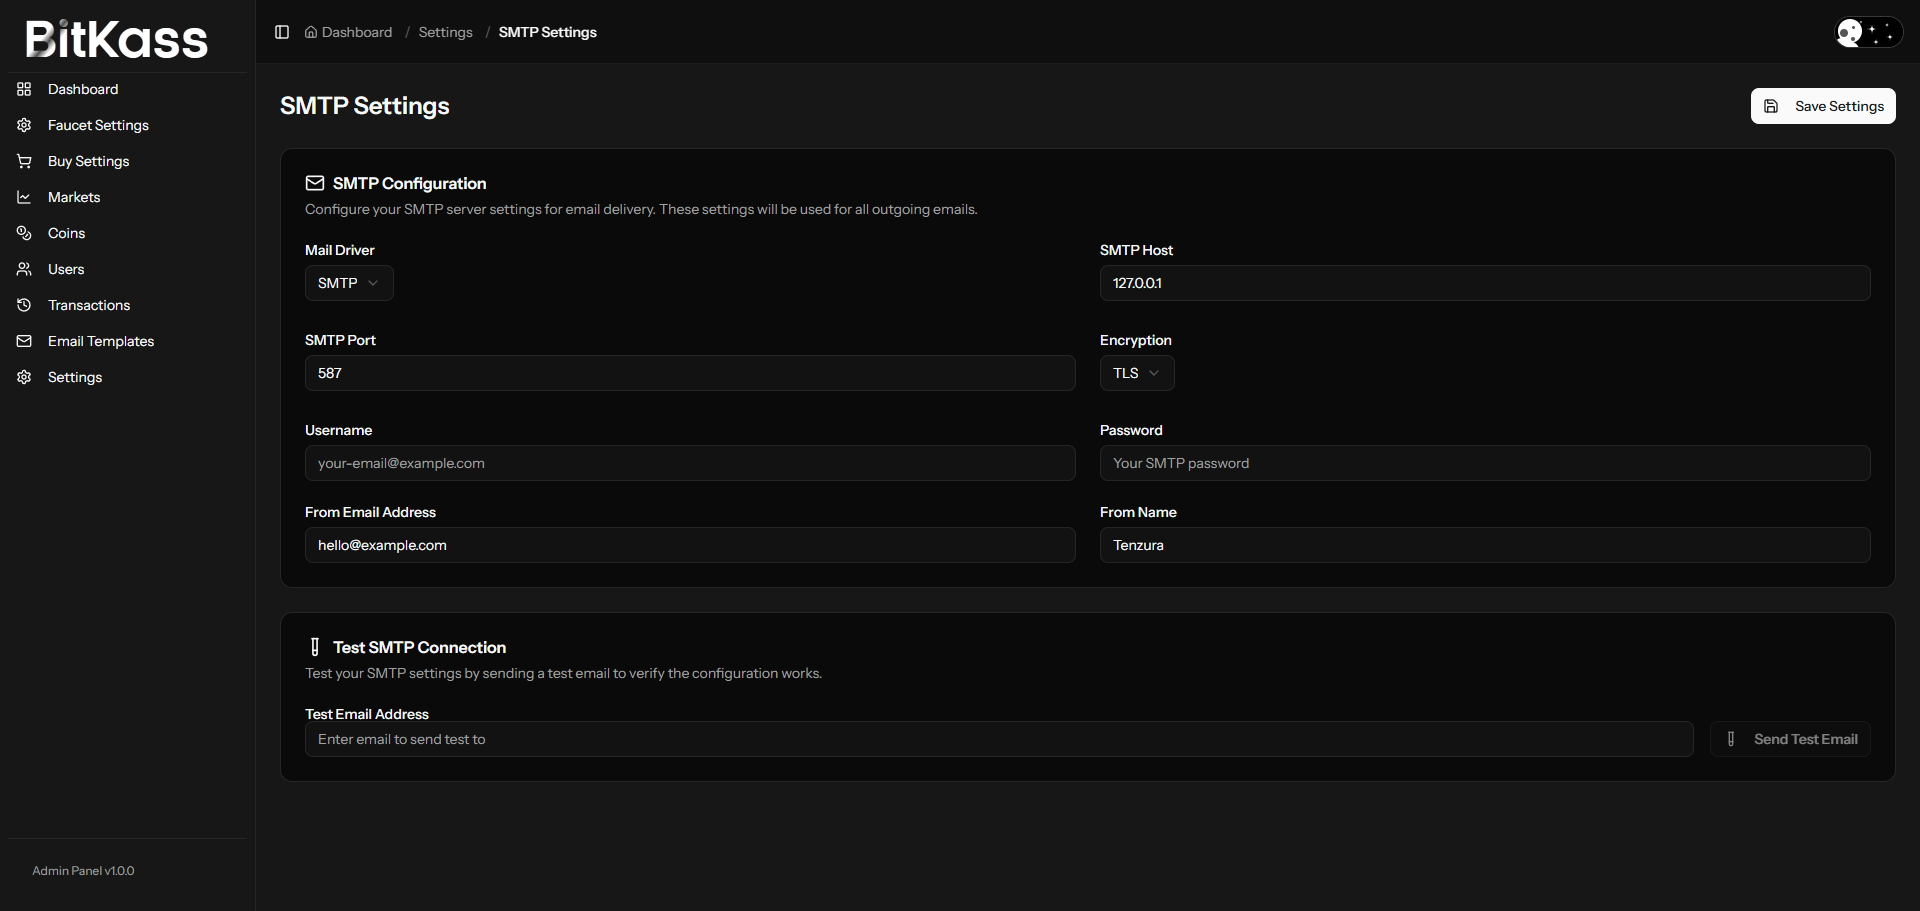 BitKass
Dashboard
Faucet Settings
Buy Settings
Markets
Coins
Users
Transactions
Email Templates
Settings
Admin Panel v1.0.0
Dashboard / Settings / SMTP Settings
SMTP Settings
Save Settings
SMTP Configuration
Configure your SMTP server settings for email delivery. These settings will be used for all outgoing emails.
Mail Driver
SMTP
SMTP Host
127.0.0.1
SMTP Port
587
Encryption
TLS
Username
your-email@example.com
Password
Your SMTP password
From Email Address
hello@example.com
From Name
Tenzura
Test SMTP Connection
Test your SMTP settings by sending a test email to verify the configuration works.
Test Email Address
Enter email to send test to
Send Test Email